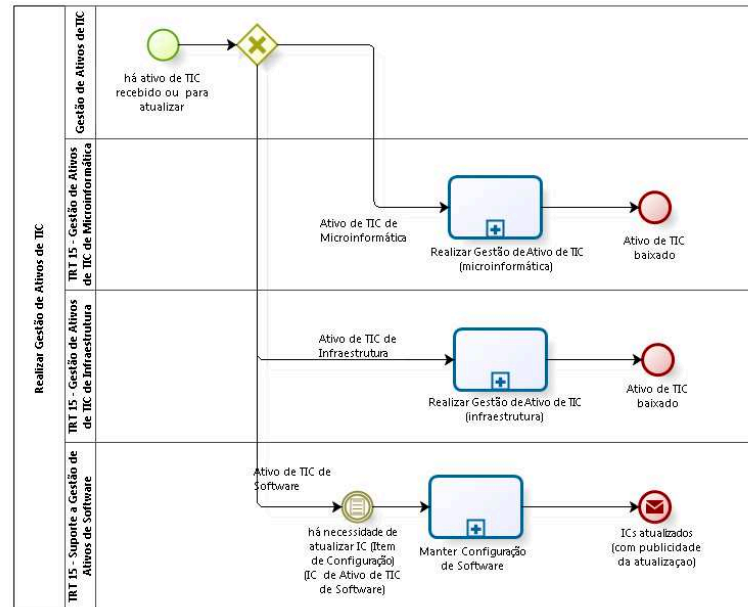 Realizar Gestão de Ativos de TIC
Gestão de Ativos deTIC
há ativo de TIC
recebido ou para
atualizar
TRT 15 - Gestão de Ativos
de TIC de Microinformática
Ativo de TIC de
Microinformática
Realizar Gestão de Ativo de TIC
(microinformática)
Ativo de TIC
baixado
TRT 15 - Gestão de Ativos
de TIC de Infraestrutura
Ativo de TIC de
Infraestrutura
Realizar Gestão de Ativo de TIC
(infraestrutura)
Ativo de TIC
baixado
TRT 15 - Suporte a Gestão de
Ativos de Software
Ativo de TIC de
Software
há necessidade de
atualizar IC (Item
de Configuração)
(IC de Ativo de TIC
de Software)
Manter Configuração
de Software
ICs atualizados
(com publicidade
da atualizaçao)